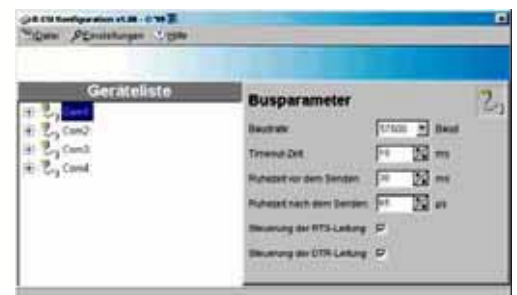 Konfiguration
Datei Einstellungen Hilfe
Geräteliste
Com1
Com2
Com3
Com4
Busparameter
Baudrate 57600 Baud
Timeout-Zeit ms
Ruhezeit vor dem Senden ms
Ruhezeit nach dem Senden µs
Steuerung der RTS-Leitung
Steuerung der DTR-Leitung